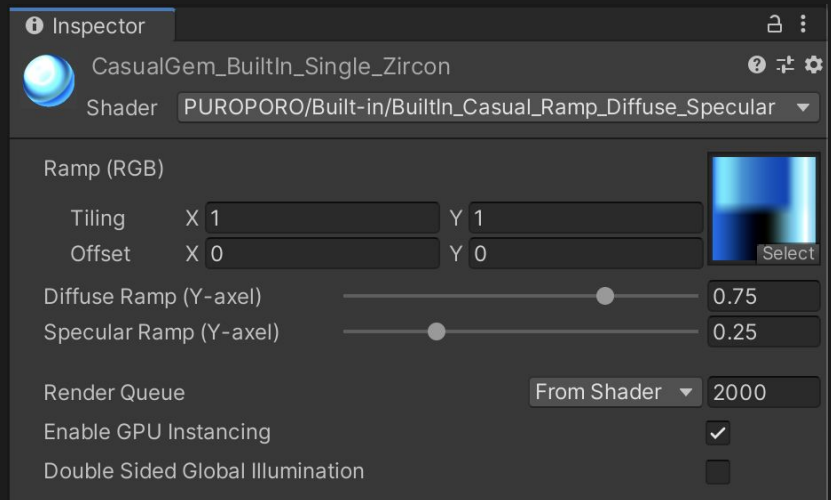 Inspector
CasualGem_BuiltIn_Single_Zircon
Shader PUROPORO/Built-in/BuiltIn_Casual_Ramp_Diffuse_Specular
Ramp (RGB)
Tiling X 1 Y 1
Offset X 0 Y 0
Select
Diffuse Ramp (Y-axel) 0.75
Specular Ramp (Y-axel) 0.25
Render Queue From Shader 2000
Enable GPU Instancing
Double Sided Global Illumination